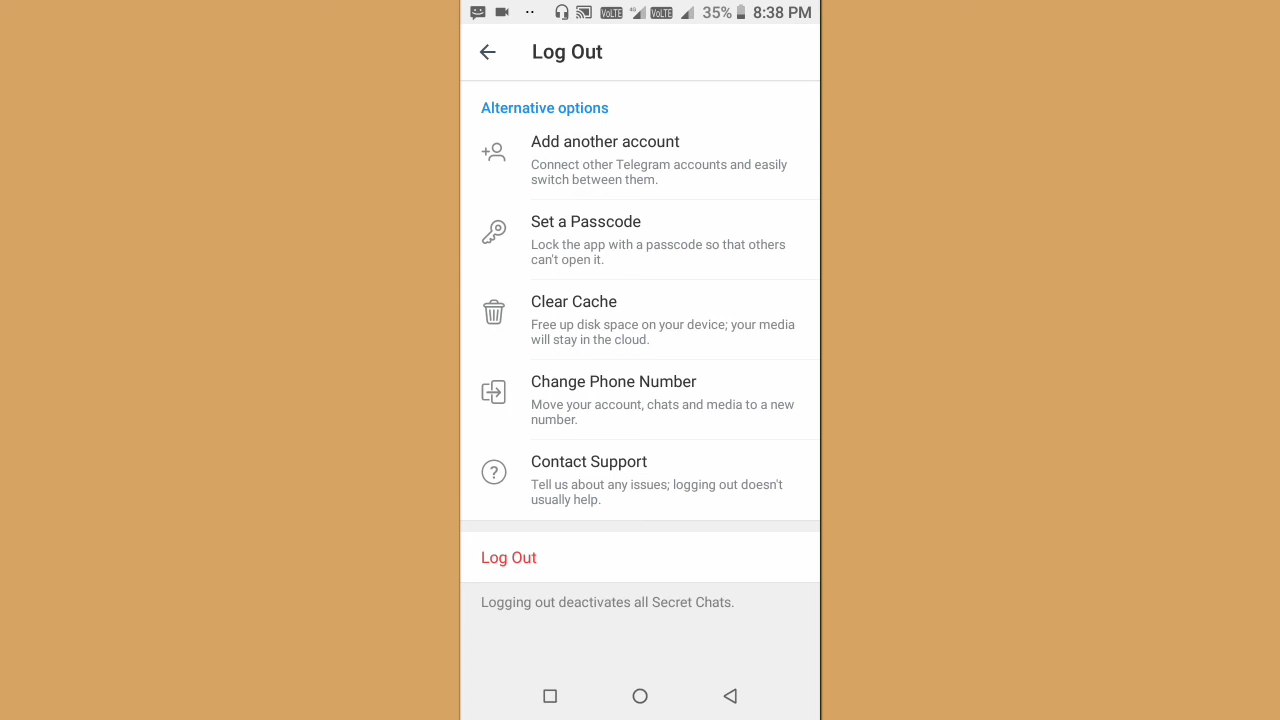 VoLTE 4G VoLTE 35% 8:38 PM
Log Out
Alternative options
Add another account
Connect other Telegram accounts and easily
switch between them.
Set a Passcode
Lock the app with a passcode so that others
can't open it.
Clear Cache
Free up disk space on your device; your media
will stay in the cloud.
Change Phone Number
Move your account, chats and media to a new
number.
Contact Support
Tell us about any issues; logging out doesn't
usually help.
Log Out
Logging out deactivates all Secret Chats.